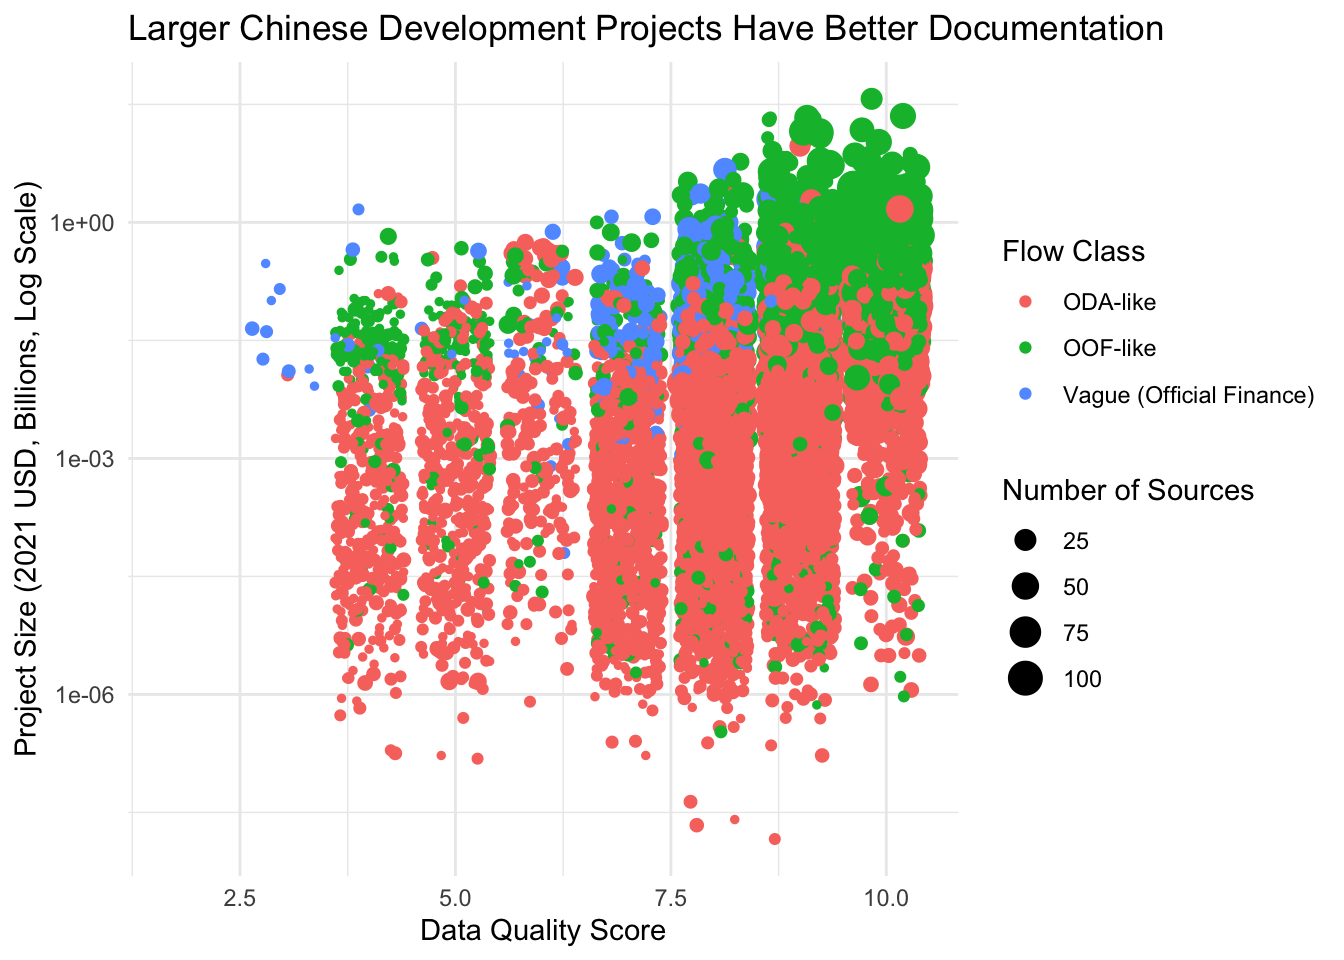 Larger Chinese Development Projects Have Better Documentation
Project Size (2021 USD, Billions, Log Scale)
1e+00
1e-03
1e-06
2.5
5.0
7.5
10.0
Data Quality Score
Flow Class
ODA-like
OOF-like
Vague (Official Finance)
Number of Sources
25
50
75
100